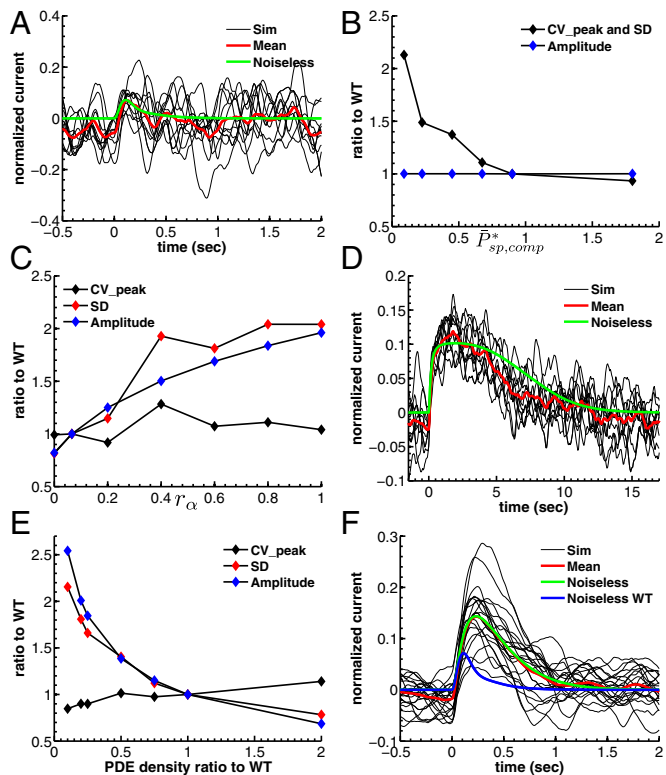 A
Sim
Mean
Noiseless
normalized current
0.4
0.2
0
−0.2
−0.4
−0.5 0 0.5 1 1.5 2
time (sec)
B
CV_peak and SD
Amplitude
ratio to WT
2.5
2
1.5
1
0.5
0 0.5 1 1.5 2
P̄*sp,comp
C
CV_peak
SD
Amplitude
ratio to WT
2.5
2.0
1.5
1
0.5
0 0.2 0.4 0.6 0.8 1
rα
D
Sim
Mean
Noiseless
normalized current
0.2
0.15
0.1
0.05
0
−0.05
−0.1
0 5 10 15
time (sec)
E
CV_peak
SD
Amplitude
ratio to WT
2.5
2
1.5
1
0.5
0 0.5 1 1.5 2
PDE density ratio to WT
F
Sim
Mean
Noiseless
Noiseless WT
normalized current
0.3
0.2
0.1
0
−0.1
−0.5 0 0.5 1 1.5 2
time (sec)